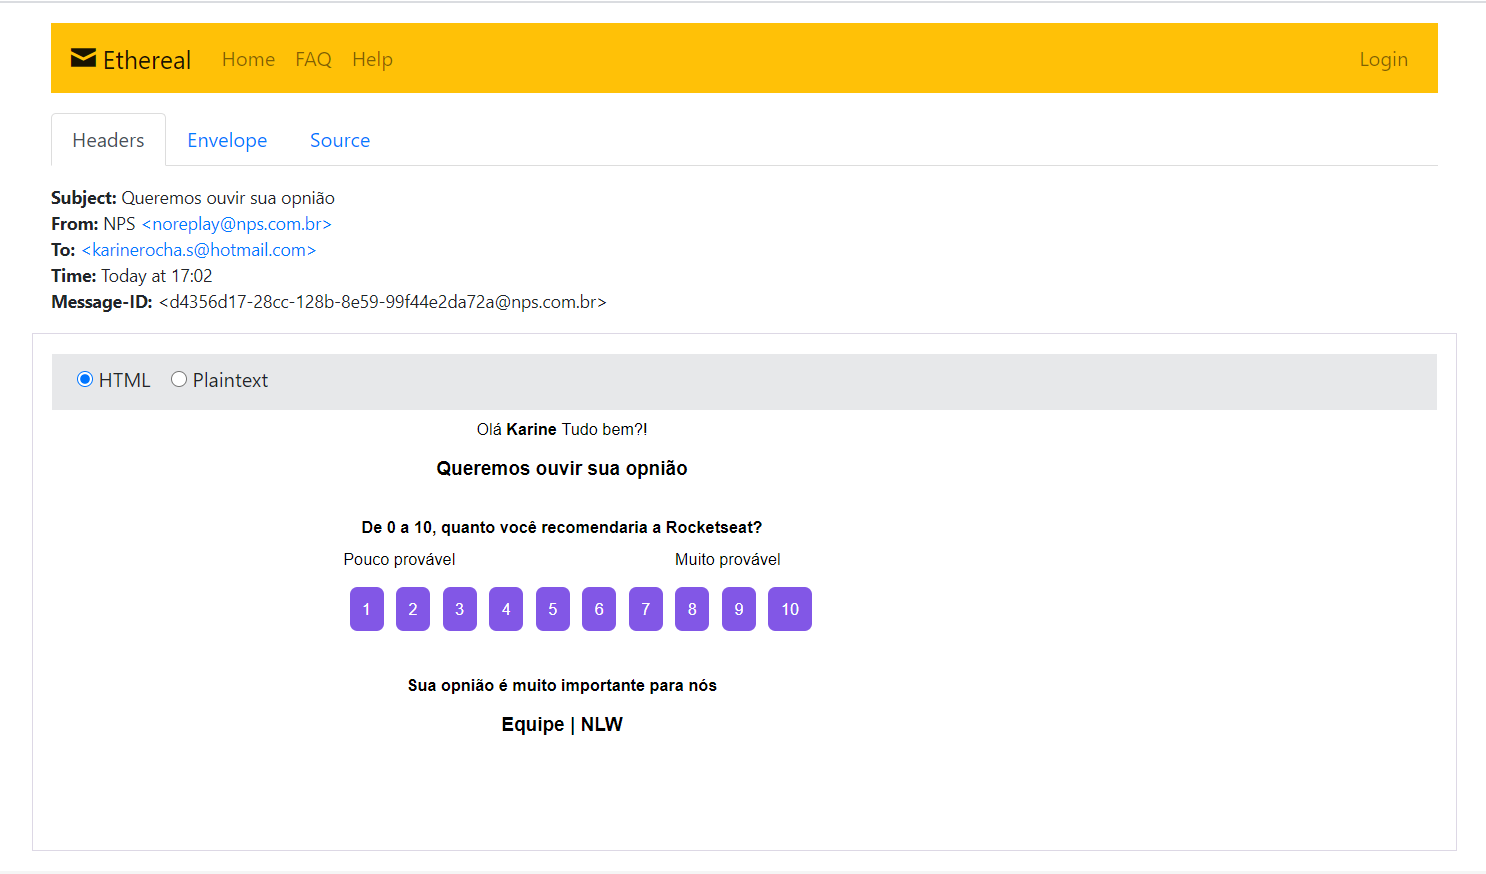 Ethereal Home FAQ Help Login
Headers Envelope Source
Subject: Queremos ouvir sua opnião
From: NPS <noreplay@nps.com.br>
To: <karinerocha.s@hotmail.com>
Time: Today at 17:02
Message-ID: <d4356d17-28cc-128b-8e59-99f44e2da72a@nps.com.br>
HTML Plaintext
Olá Karine Tudo bem?!
Queremos ouvir sua opnião
De 0 a 10, quanto você recomendaria a Rocketseat?
Pouco provável Muito provável
1 2 3 4 5 6 7 8 9 10
Sua opnião é muito importante para nós
Equipe | NLW